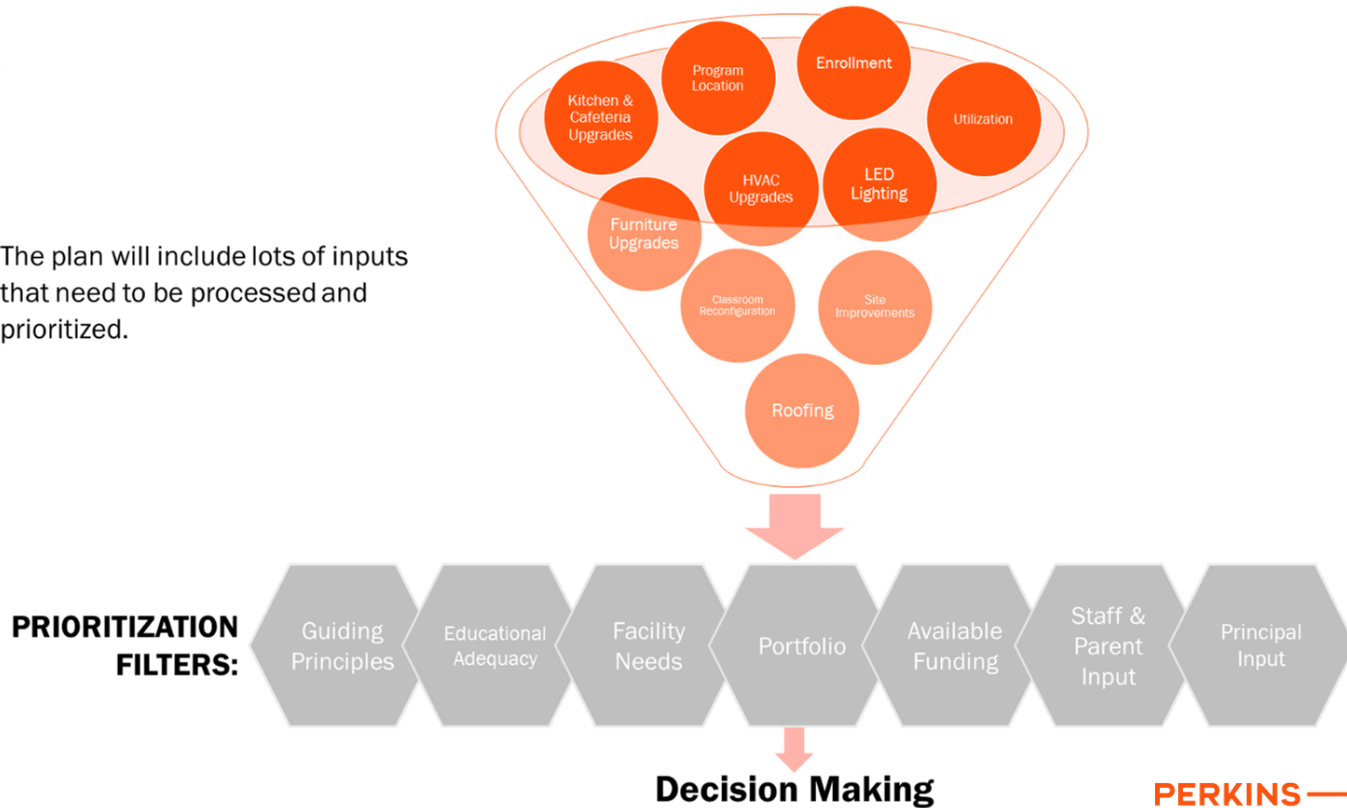 Enrollment
Program
Location
Kitchen &
Cafeteria
Upgrades
Utilization
HVAC
Upgrades
LED
Lighting
Furniture
Upgrades
The plan will include lots of inputs
that need to be processed and
prioritized.
Classroom
Reconfiguration
Site
Improvements
Roofing
PRIORITIZATION
FILTERS:
Guiding
Principles
Educational
Adequacy
Facility
Needs
Portfolio
Available
Funding
Staff &
Parent
Input
Principal
Input
Decision Making
PERKINS —